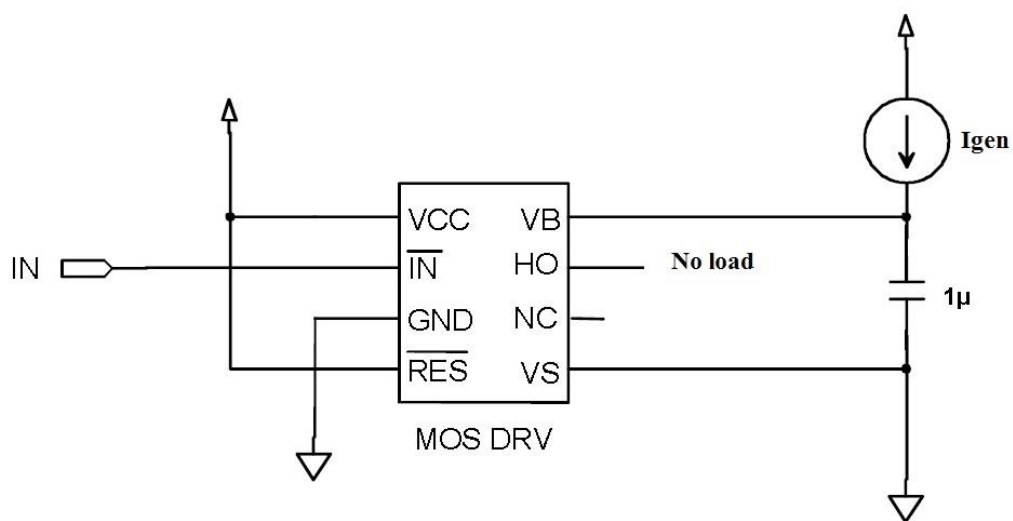 Igen
VCC
VB
IN
IN
HO
No load
GND
NC
1µ
RES
VS
MOS DRV